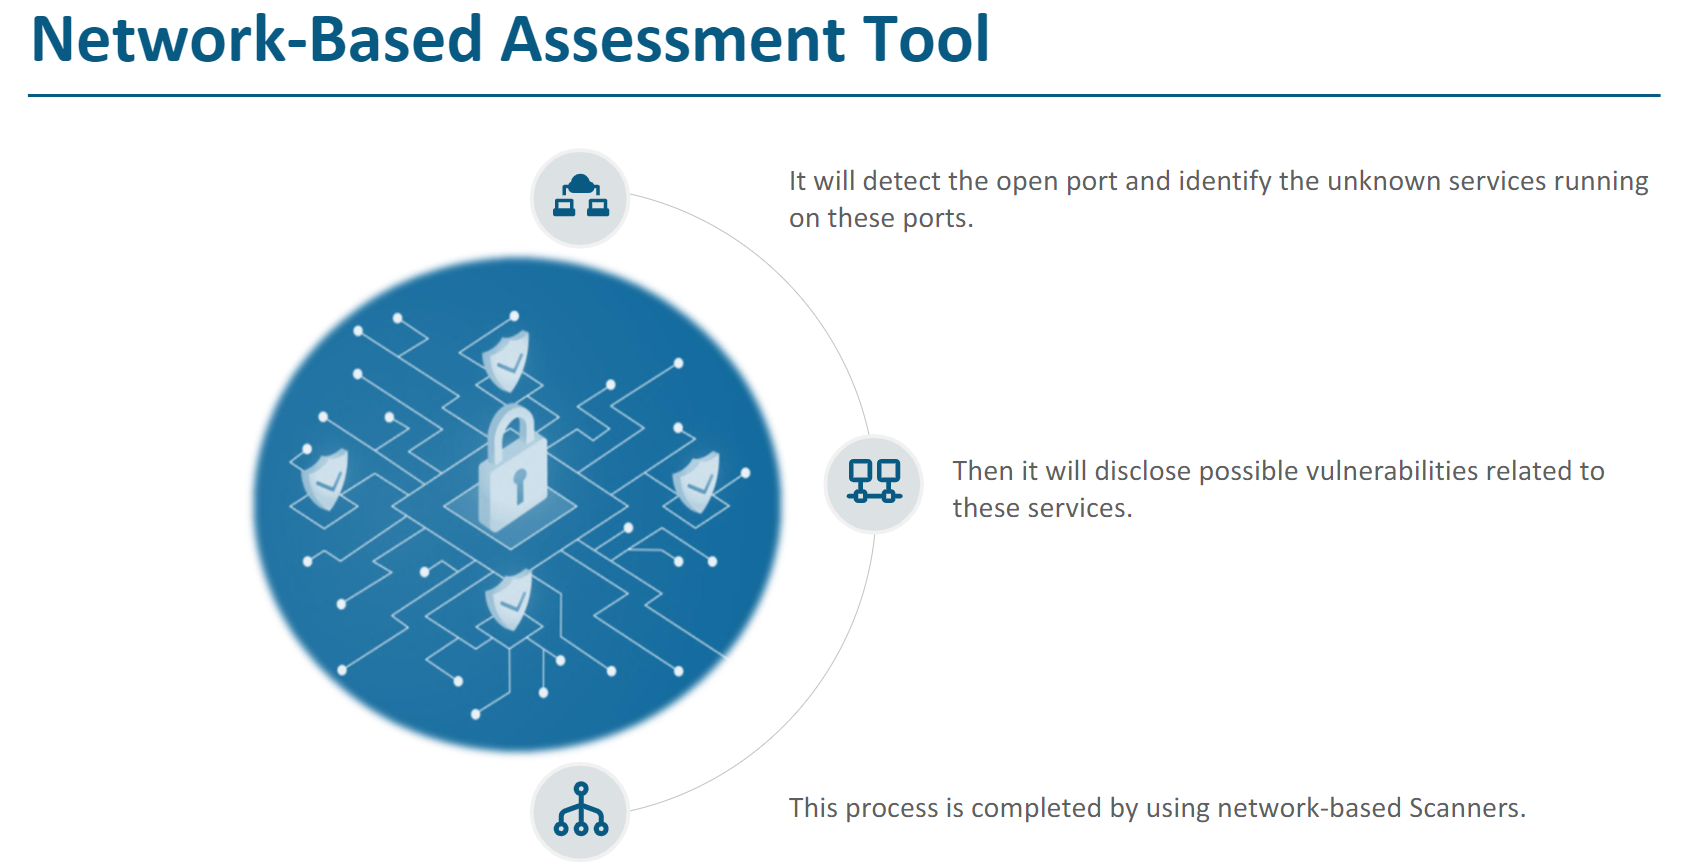 Network-Based Assessment Tool
It will detect the open port and identify the unknown services running
on these ports.
Then it will disclose possible vulnerabilities related to
these services.
This process is completed by using network-based Scanners.